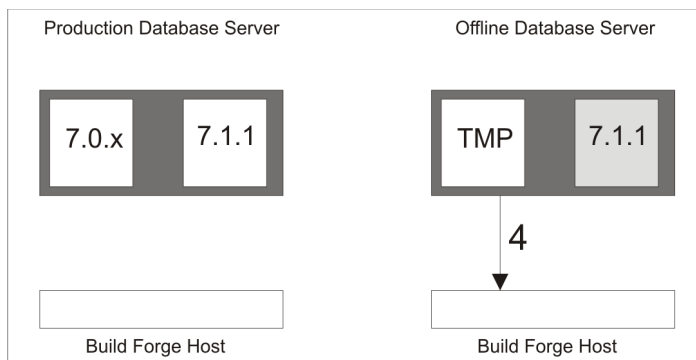 Production Database Server
Offline Database Server
7.0.x
7.1.1
TMP
7.1.1
4
Build Forge Host
Build Forge Host